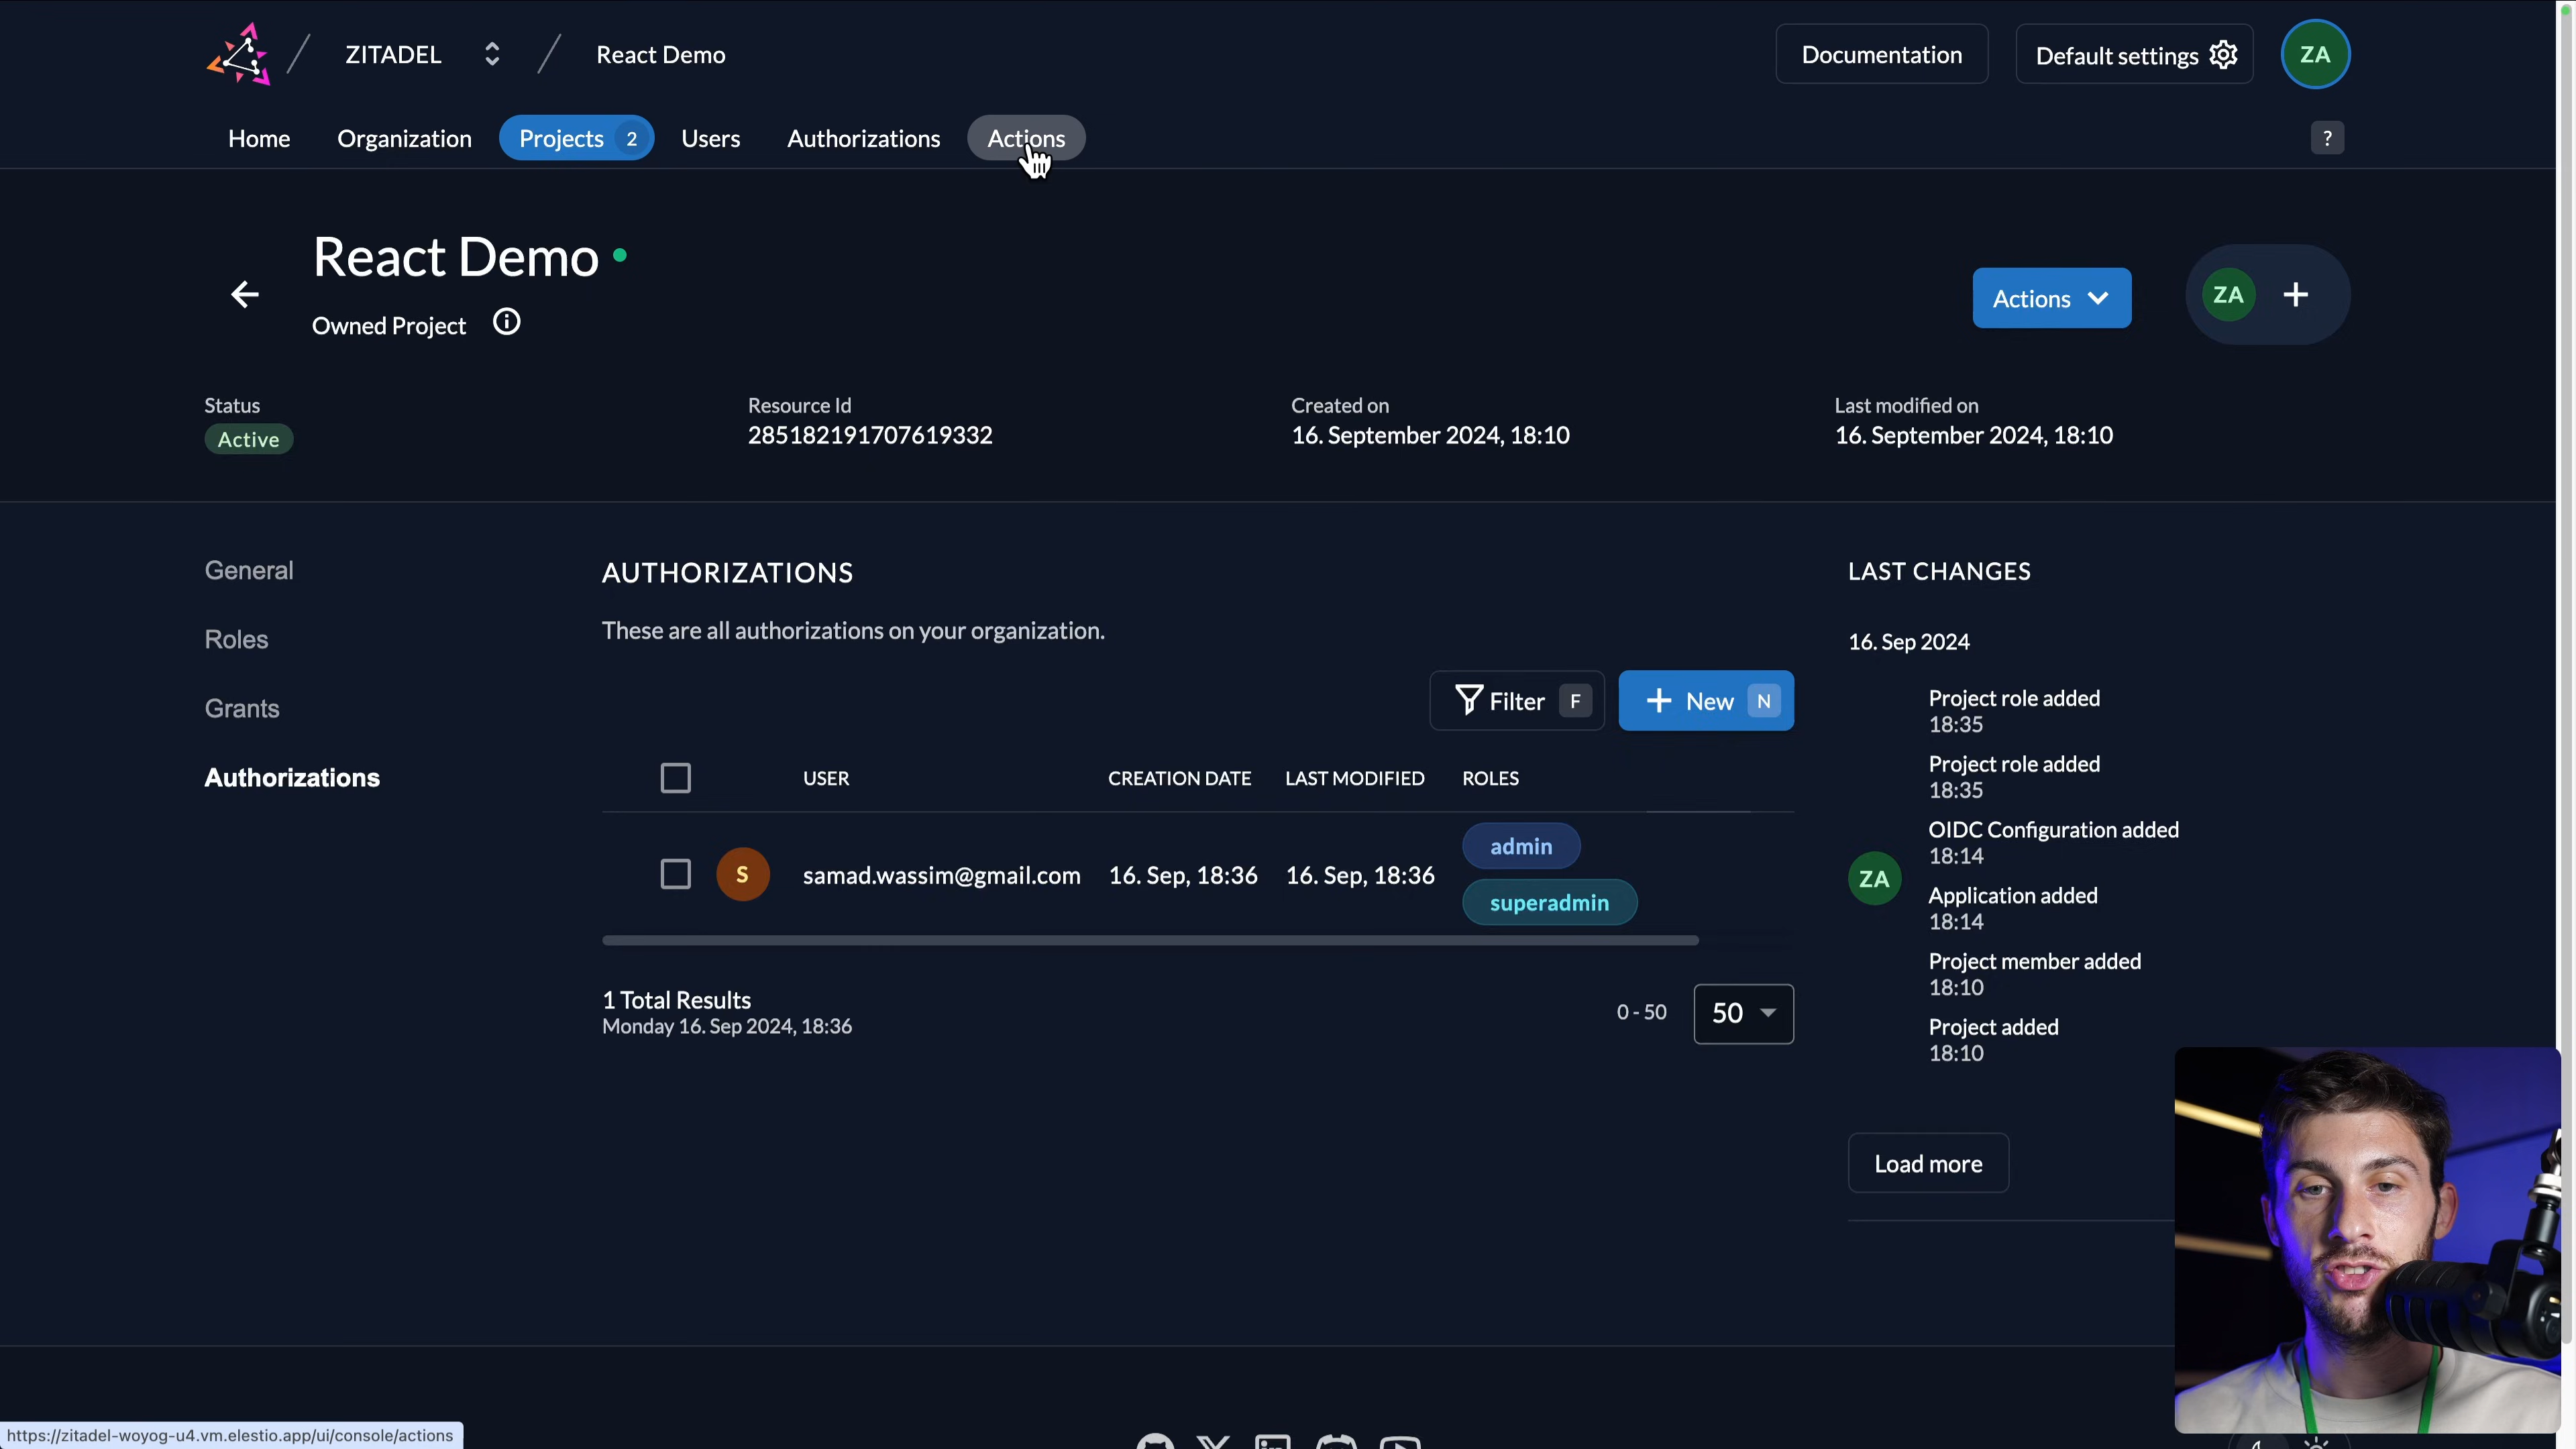 ZITADEL
React Demo
Documentation
Default settings
ZA
Home
Organization
Projects 2
Users
Authorizations
Actions
?
React Demo
Owned Project
Actions
ZA
Status
Active
Resource Id
285182191707619332
Created on
16. September 2024, 18:10
Last modified on
16. September 2024, 18:10
General
Roles
Grants
Authorizations
AUTHORIZATIONS
These are all authorizations on your organization.
Filter F
+ New N
USER CREATION DATE LAST MODIFIED ROLES
S samad.wassim@gmail.com 16. Sep, 18:36 16. Sep, 18:36 admin
superadmin
1 Total Results
Monday 16. Sep 2024, 18:36
0 - 50
50
LAST CHANGES
16. Sep 2024
Project role added
18:35
Project role added
18:35
OIDC Configuration added
18:14
ZA
Application added
18:14
Project member added
18:10
Project added
18:10
Load more
https://zitadel-woyog-u4.vm.elestio.app/ui/console/actions